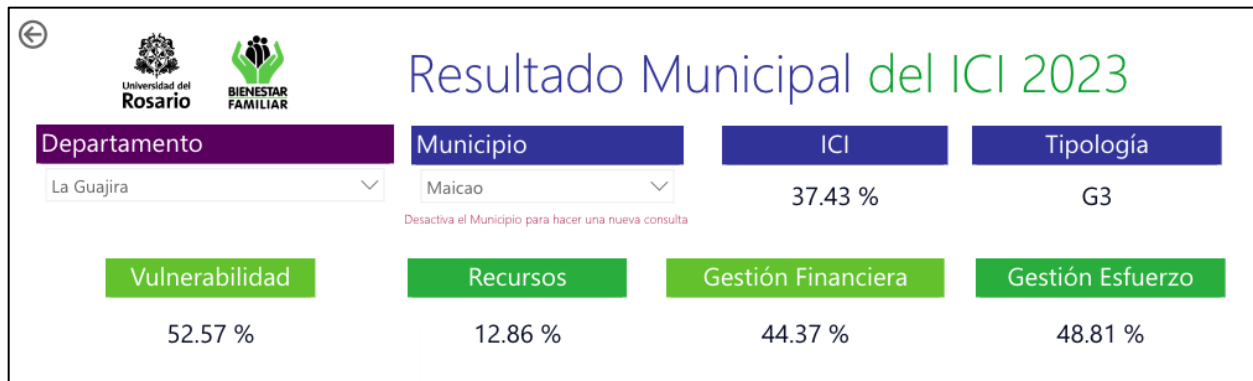 Universidad del
Rosario
BIENESTAR
FAMILIAR
Resultado Municipal del ICI 2023
Departamento
La Guajira
Municipio
Maicao
Desactiva el Municipio para hacer una nueva consulta
ICI
37.43 %
Tipología
G3
Vulnerabilidad
52.57 %
Recursos
12.86 %
Gestión Financiera
44.37 %
Gestión Esfuerzo
48.81 %